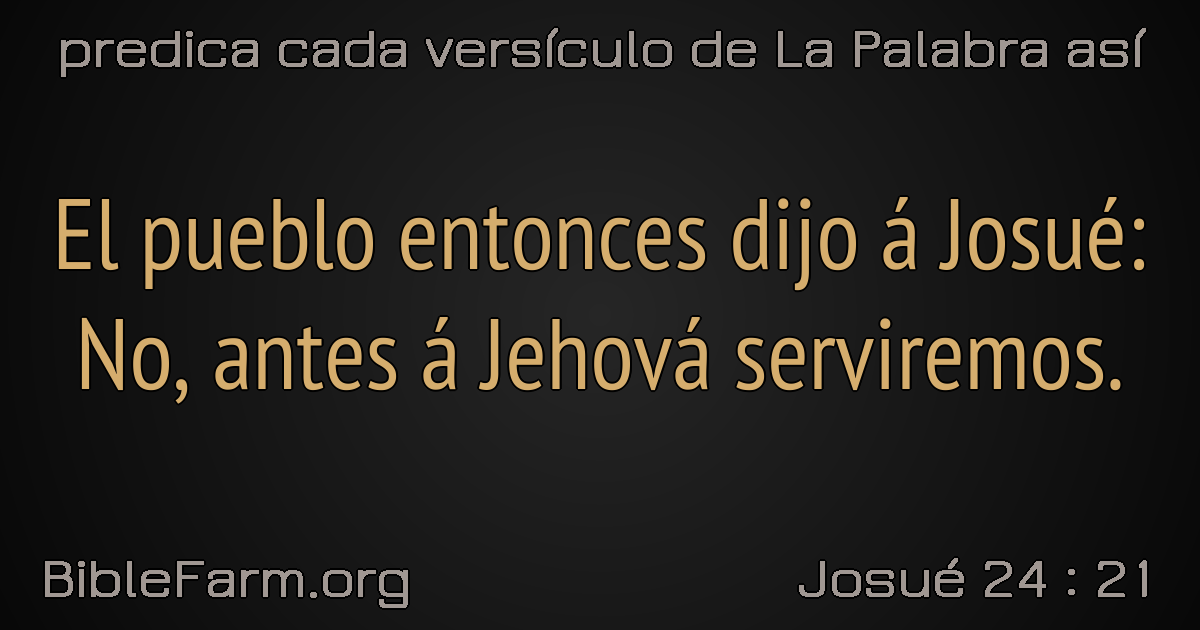 predica cada versículo de La Palabra así
El pueblo entonces dijo á Josué:
No, antes á Jehová serviremos.
BibleFarm.org
Josué 24 : 21